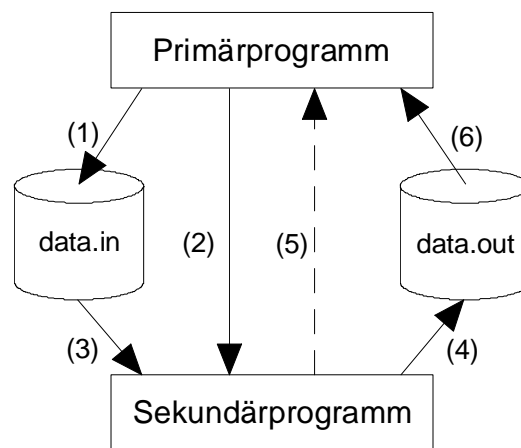 Primärprogramm
(1)
(6)
data.in
(2)
(5)
data.out
(3)
(4)
Sekundärprogramm